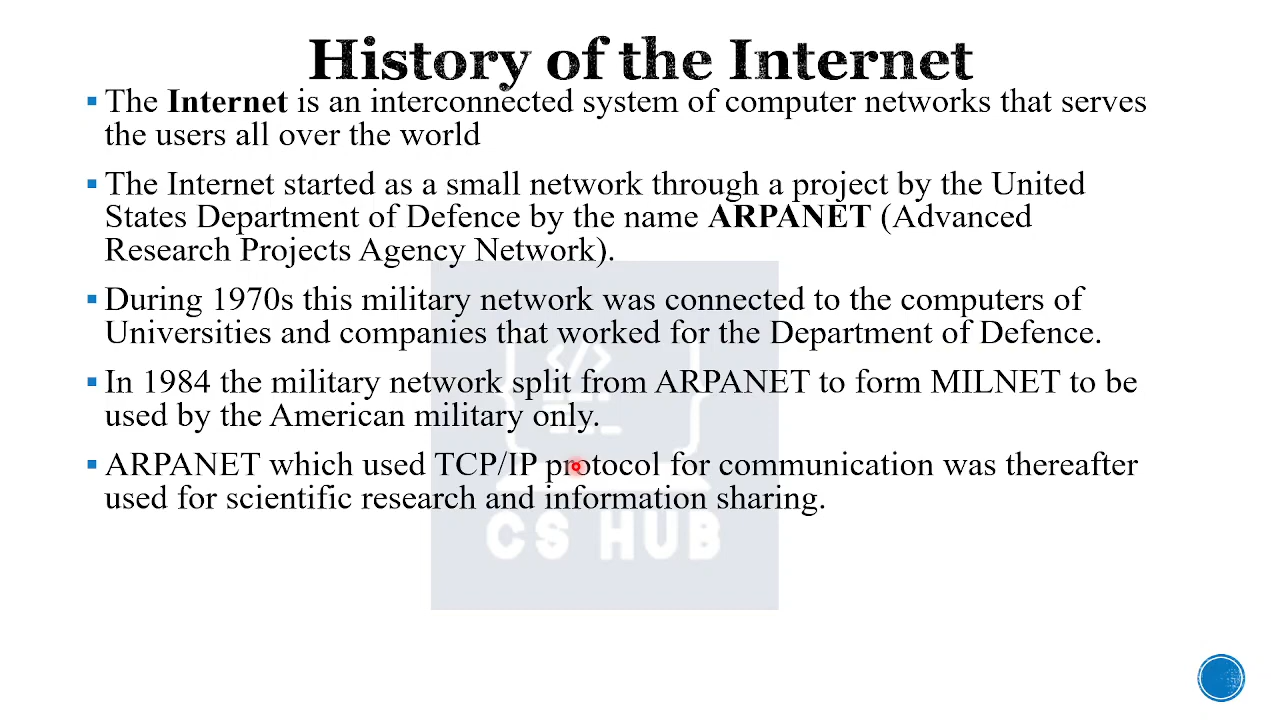 History of the Internet
▪ The Internet is an interconnected system of computer networks that serves
the users all over the world
▪ The Internet started as a small network through a project by the United
States Department of Defence by the name ARPANET (Advanced
Research Projects Agency Network).
▪ During 1970s this military network was connected to the computers of
Universities and companies that worked for the Department of Defence.
▪ In 1984 the military network split from ARPANET to form MILNET to be
used by the American military only.
▪ ARPANET which used TCP/IP protocol for communication was thereafter
used for scientific research and information sharing.
CS HUB